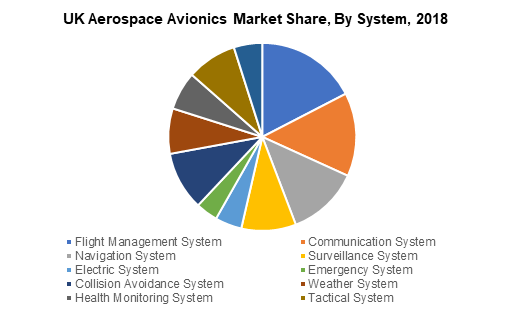 UK Aerospace Avionics Market Share, By System, 2018
Flight Management System
Communication System
Navigation System
Surveillance System
Electric System
Emergency System
Collision Avoidance System
Weather System
Health Monitoring System
Tactical System